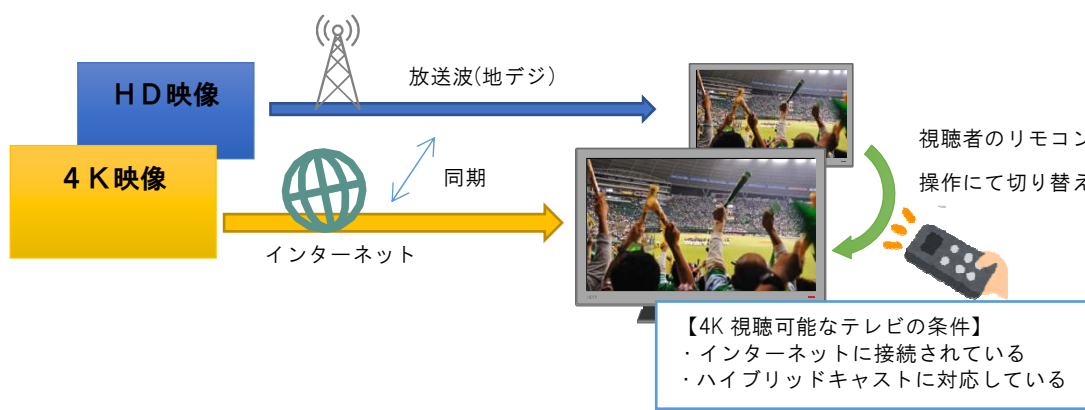 放送波(地デジ)
ＨＤ映像
視聴者のリモコン
４Ｋ映像
同期
操作にて切り替え
インターネット
【4K 視聴可能なテレビの条件】
・インターネットに接続されている
・ハイブリッドキャストに対応している